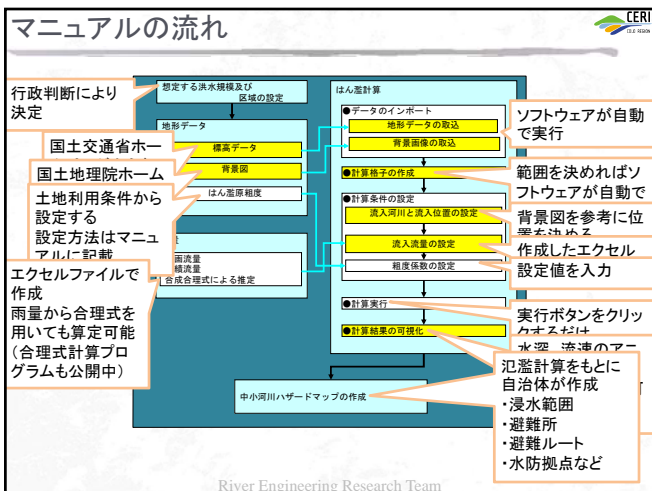 マニュアルの流れ
CERI
COLD REGION
行政判断により
決定
想定する洪水規模及び
区域の設定
地形データ
国土交通省ホー
標高データ
国土地理院ホーム
背景図
土地利用条件から
設定する
設定方法はマニュ
アルに記載
はん濫原粗度
エクセルファイルで
作成
雨量から合理式を
用いても算定可能
(合理式計算プロ
グラムも公開中)
画流量
績流量
合成合理式による推定
はん濫計算
●データのインポート
地形データの取込
背景画像の取込
●計算格子の作成
●計算条件の設定
流入河川と流入位置の設定
流入流量の設定
粗度係数の設定
●計算実行
●計算結果の可視化
ソフトウェアが自動
で実行
範囲を決めればソ
フトウェアが自動で
背景図を参考に位
置を決める
作成したエクセル
設定値を入力
実行ボタンをクリッ
クするだけ
水深、流速のアニ
氾濫計算をもとに
自治体が作成
・浸水範囲
・避難所
・避難ルート
・水防拠点など
中小河川ハザードマップの作成
River Engineering Research Team